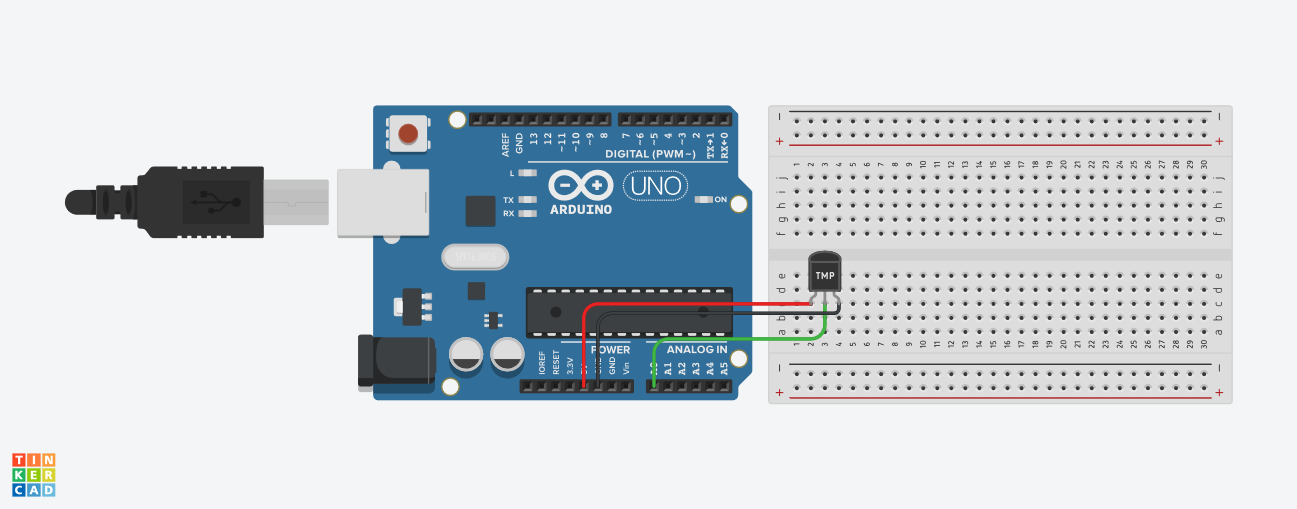 AREF
GND
13
12
~11
~10
~9
8
7
~6
~5
4
~3
2
TX→1
RX←0
DIGITAL (PWM ~)
L
TX
RX
ARDUINO
UNO
ON
TMP
POWER
ANALOG IN
IOREF
RESET
3.3V
GND
Vin
A1
A2
A3
A4
A5
− −
+ +
1 2 3 4 5 6 7 8 9 10 11 12 13 14 15 16 17 18 19 20 21 22 23 24 25 26 27 28 29 30
j j
i i
h h
g g
f f
e e
d d
c c
b b
a a
1 2 3 4 5 6 7 8 9 10 11 12 13 14 15 16 17 18 19 20 21 22 23 24 25 26 27 28 29 30
− −
+ +
TIN
KER
CAD